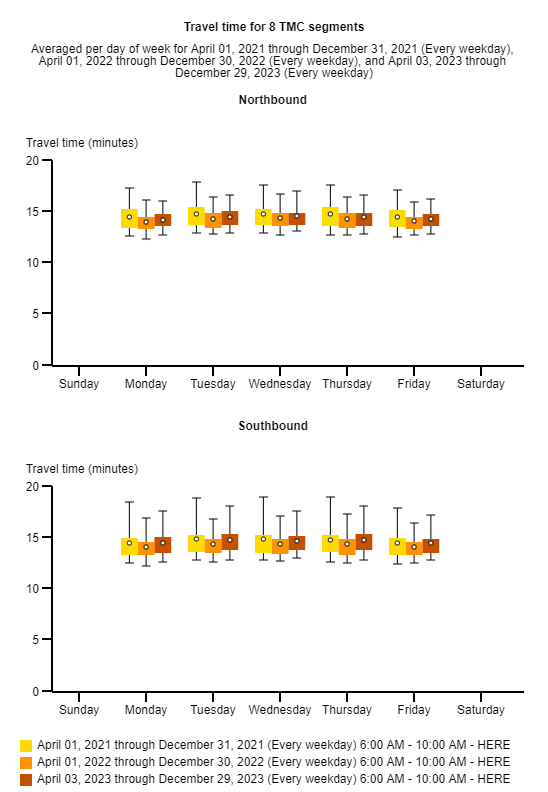 Travel time for 8 TMC segments
Averaged per day of week for April 01, 2021 through December 31, 2021 (Every weekday),
April 01, 2022 through December 30, 2022 (Every weekday), and April 03, 2023 through
December 29, 2023 (Every weekday)
Northbound
Travel time (minutes)
20
15
10
5
0
Sunday Monday Tuesday Wednesday Thursday Friday Saturday
Southbound
Travel time (minutes)
20
15
10
5
0
Sunday Monday Tuesday Wednesday Thursday Friday Saturday
April 01, 2021 through December 31, 2021 (Every weekday) 6:00 AM - 10:00 AM - HERE
April 01, 2022 through December 30, 2022 (Every weekday) 6:00 AM - 10:00 AM - HERE
April 03, 2023 through December 29, 2023 (Every weekday) 6:00 AM - 10:00 AM - HERE